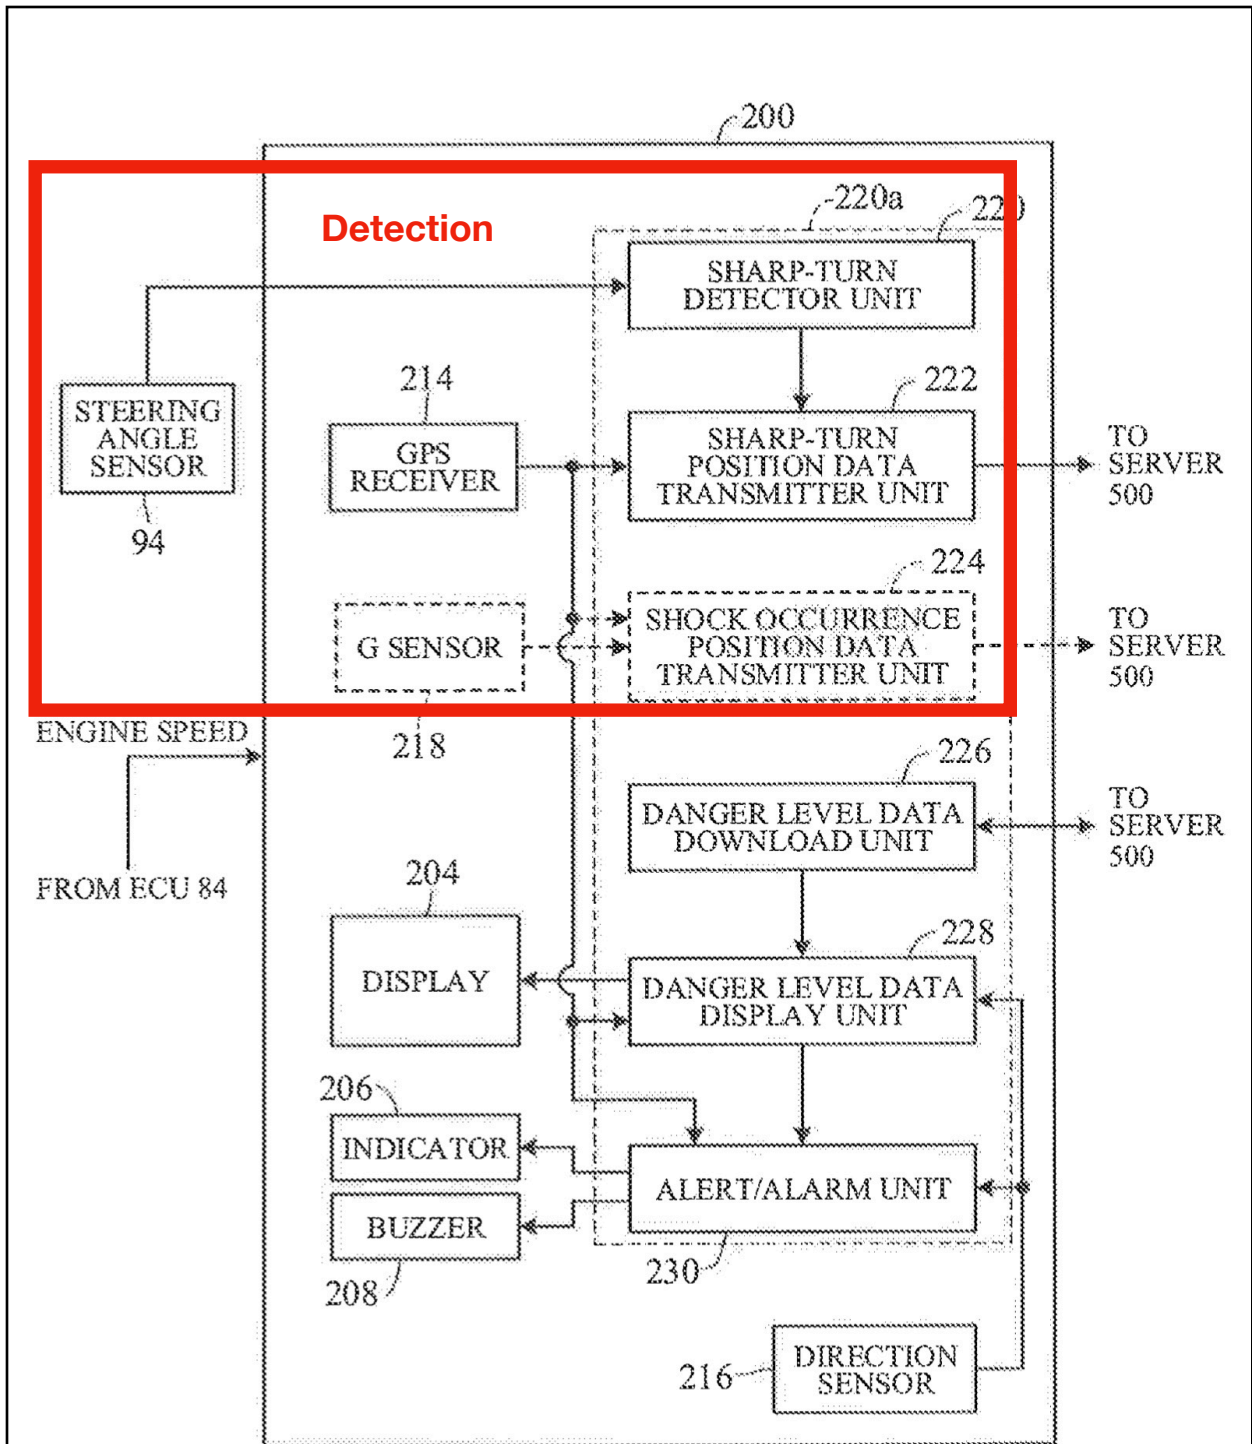 200
Detection
220a
220
SHARP-TURN
DETECTOR UNIT
STEERING
ANGLE
SENSOR
94
214
GPS
RECEIVER
222
SHARP-TURN
POSITION DATA
TRANSMITTER UNIT
TO
SERVER
500
G SENSOR
218
224
SHOCK OCCURRENCE
POSITION DATA
TRANSMITTER UNIT
TO
SERVER
500
ENGINE SPEED
FROM ECU 84
226
DANGER LEVEL DATA
DOWNLOAD UNIT
TO
SERVER
500
204
DISPLAY
228
DANGER LEVEL DATA
DISPLAY UNIT
206
INDICATOR
BUZZER
208
ALERT/ALARM UNIT
230
216
DIRECTION
SENSOR